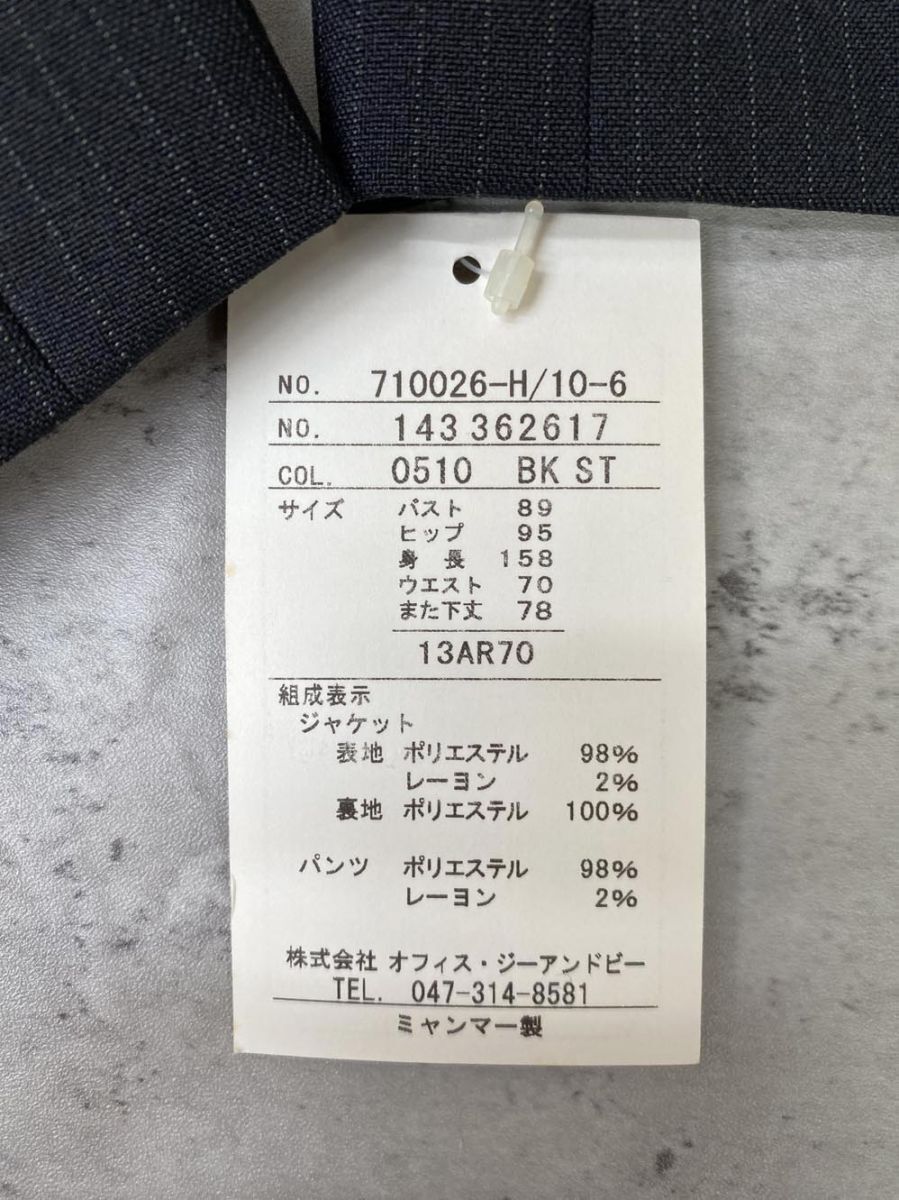 NO. 710026-H/10-6
NO. 143 362617
COL. 0510 BK ST
サイズ バスト 89
ヒップ 95
身長 158
ウエスト 70
また下丈 78
13AR70
組成表示
ジャケット
表地 ポリエステル 98%
レーヨン 2%
裏地 ポリエステル 100%
パンツ ポリエステル 98%
レーヨン 2%
株式会社 オフィス・ジーアンドビー
TEL. 047-314-8581
ミャンマー製